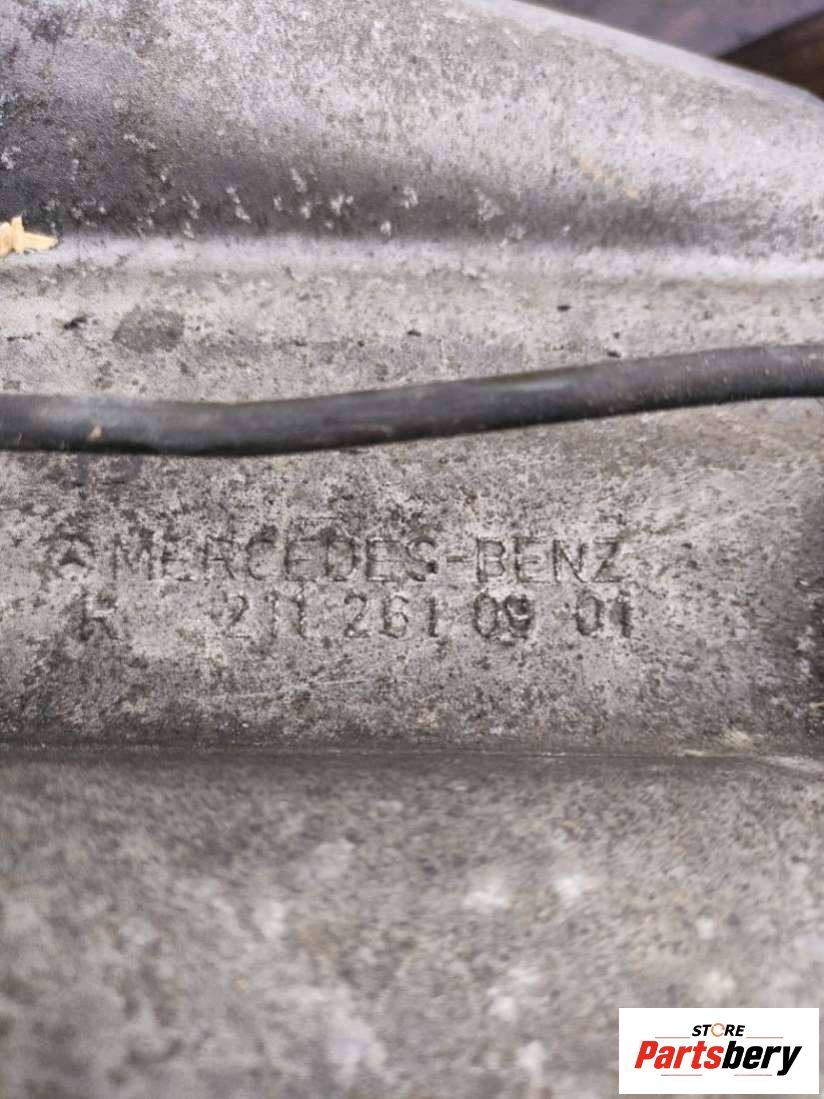 MERCEDES-BENZ
R 211 261 09 01
STORE
Partsbery